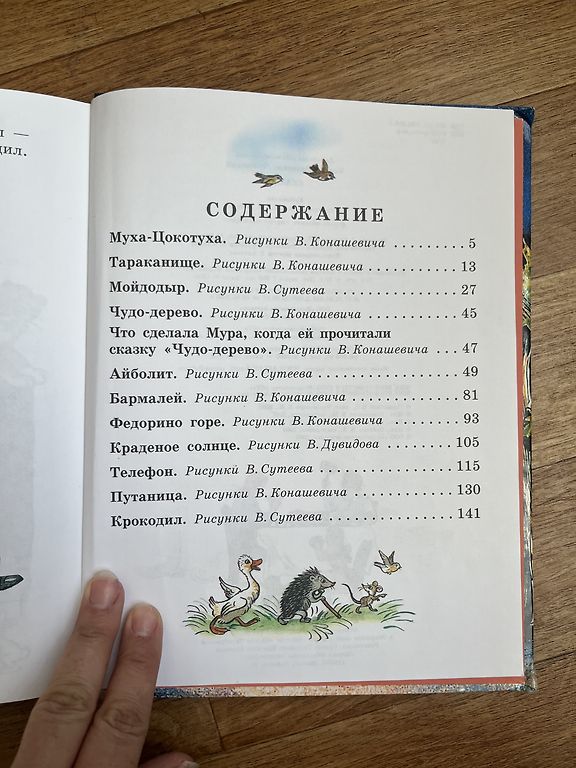 дил.
СОДЕРЖАНИЕ
Муха-Цокотуха. Рисунки В. Конашевича ......... 5
Тараканище. Рисунки В. Конашевича ............ 13
Мойдодыр. Рисунки В. Сутеева ................. 27
Чудо-дерево. Рисунки В. Конашевича ............ 45
Что сделала Мура, когда ей прочитали
сказку «Чудо-дерево». Рисунки В. Конашевича ... 47
Айболит. Рисунки В. Сутеева ................... 49
Бармалей. Рисунки В. Конашевича .............. 81
Федорино горе. Рисунки В. Конашевича ......... 93
Краденое солнце. Рисунки В. Дувидова ......... 105
Телефон. Рисунки В. Сутеева .................. 115
Путаница. Рисунки В. Конашевича .............. 130
Крокодил. Рисунки В. Сутеева ................. 141